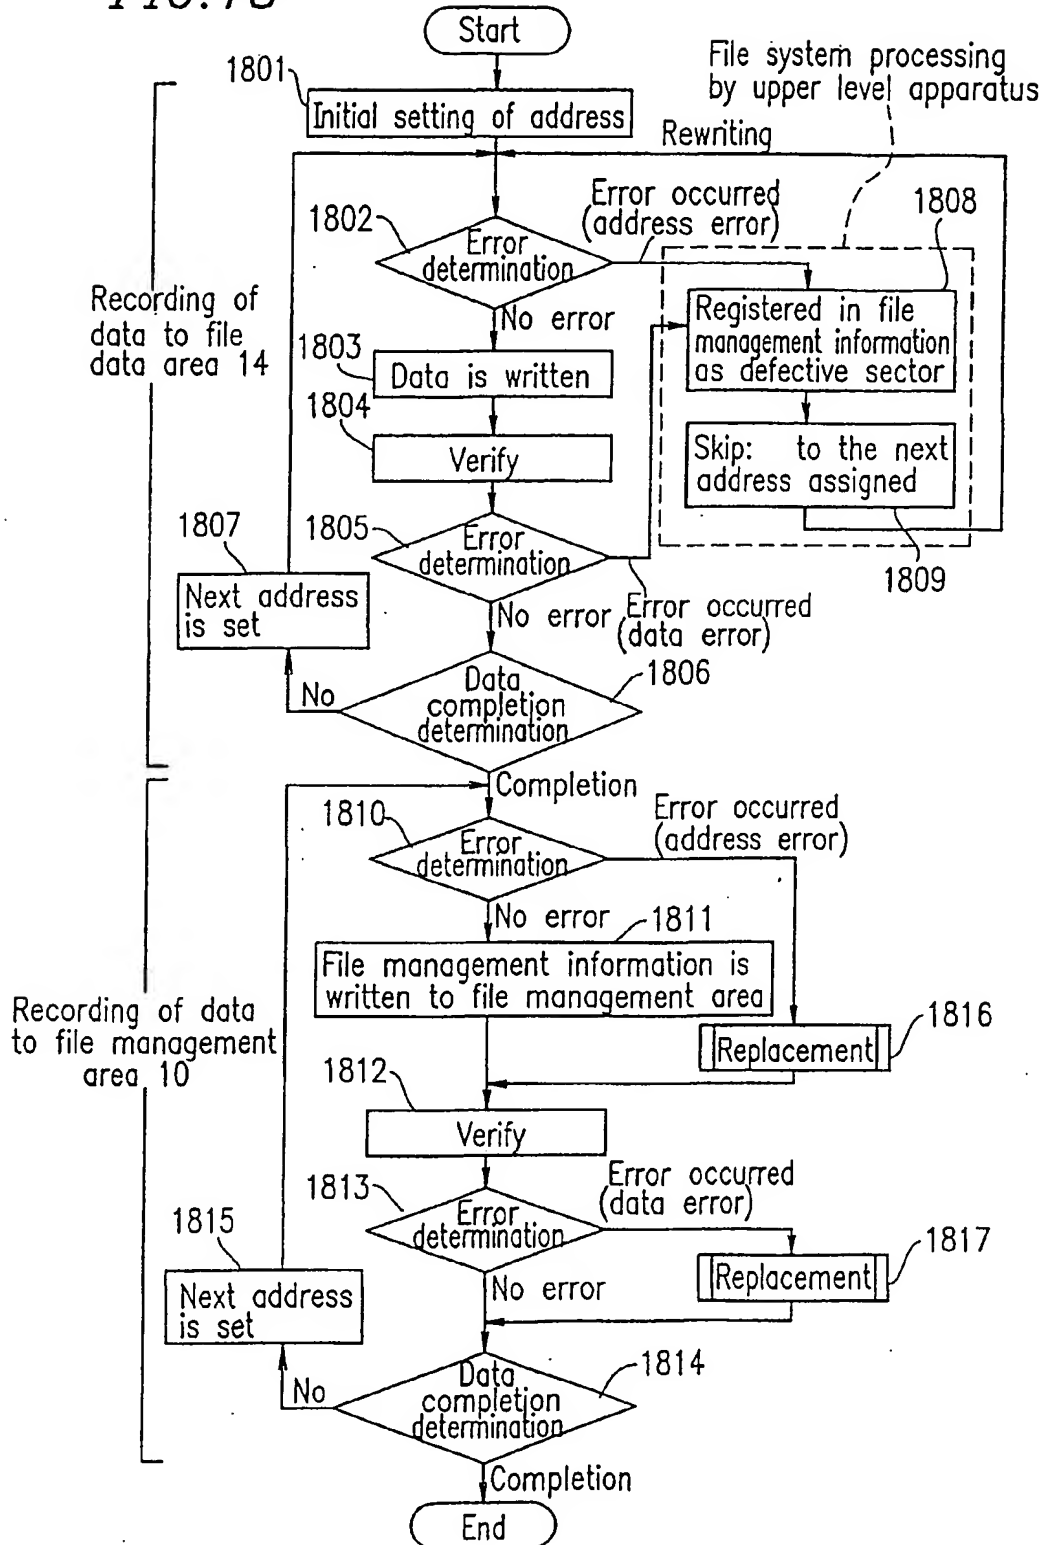 Start
1801
Initial setting of address
File system processing
by upper level apparatus
Rewriting
Error occurred
(address error)
1808
1802
Error
determination
Recording of
data to file
data area 14
No error
Registered in file
management information
as defective sector
1803
Data is written
1804
Verify
Skip: to the next
address assigned
1807
1805
Error
determination
1809
Next address
is set
No error
Error occurred
(data error)
1806
Data
completion
determination
No
Completion
1810
Error occurred
(address error)
Error
determination
No error
1811
File management information is
written to file management area
Recording of data
to file management
area 10
1816
Replacement
1812
Verify
1813
Error occurred
(data error)
Error
determination
1815
1817
Replacement
Next address
is set
No error
1814
Data
completion
determination
No
Completion
End